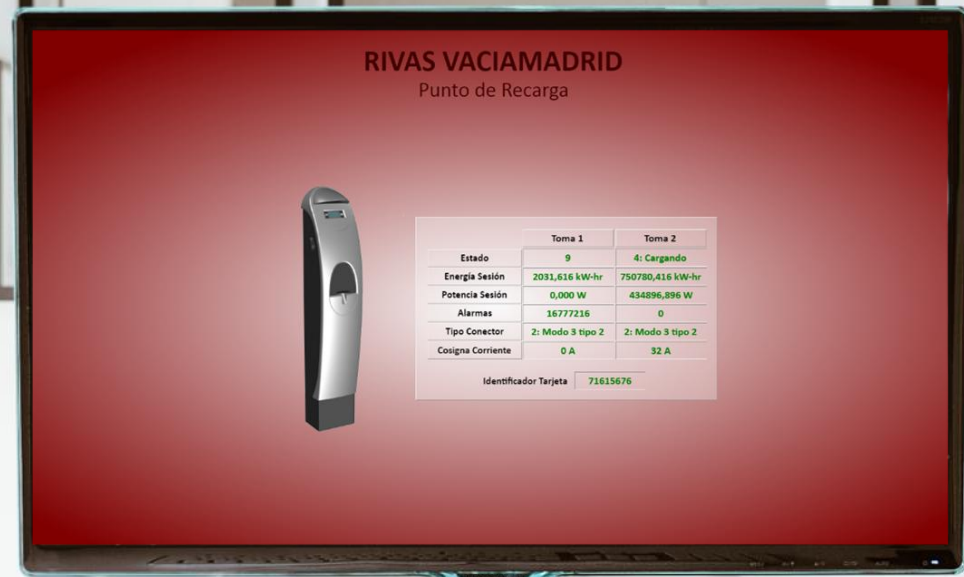 RIVAS VACIAMADRID
Punto de Recarga
Toma 1 Toma 2
Estado 9 4: Cargando
Energía Sesión 2031,616 kW-hr 750780,416 kW-hr
Potencia Sesión 0,000 W 434896,896 W
Alarmas 16777216 0
Tipo Conector 2: Modo 3 tipo 2 2: Modo 3 tipo 2
Cosigna Corriente 0 A 32 A
Identificador Tarjeta 71615676